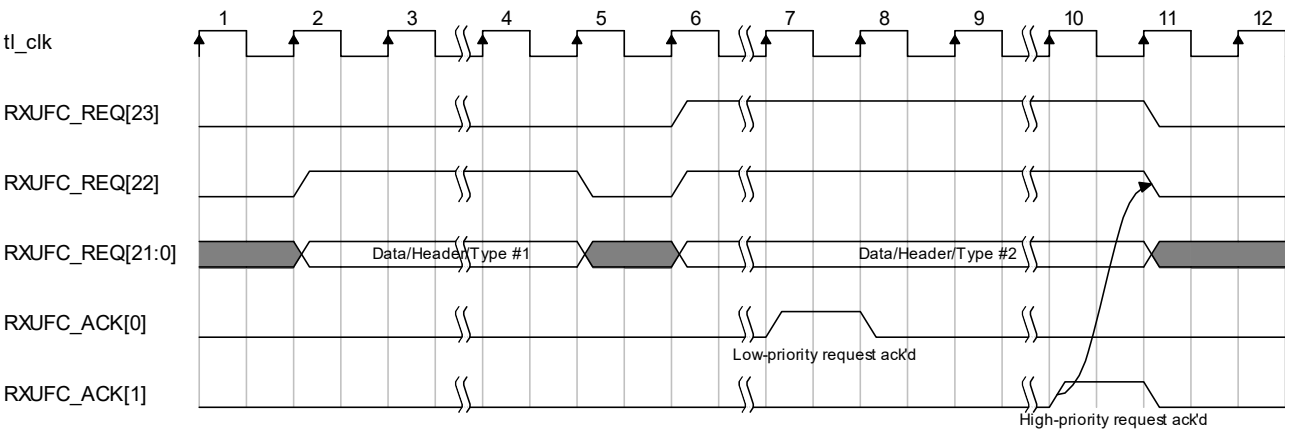 1 2 3 4 5 6 7 8 9 10 11 12
tl_clk
RXUFC_REQ[23]
RXUFC_REQ[22]
RXUFC_REQ[21:0] Data/Header/Type #1 Data/Header/Type #2
RXUFC_ACK[0]
Low-priority request ack'd
RXUFC_ACK[1]
High-priority request ack'd